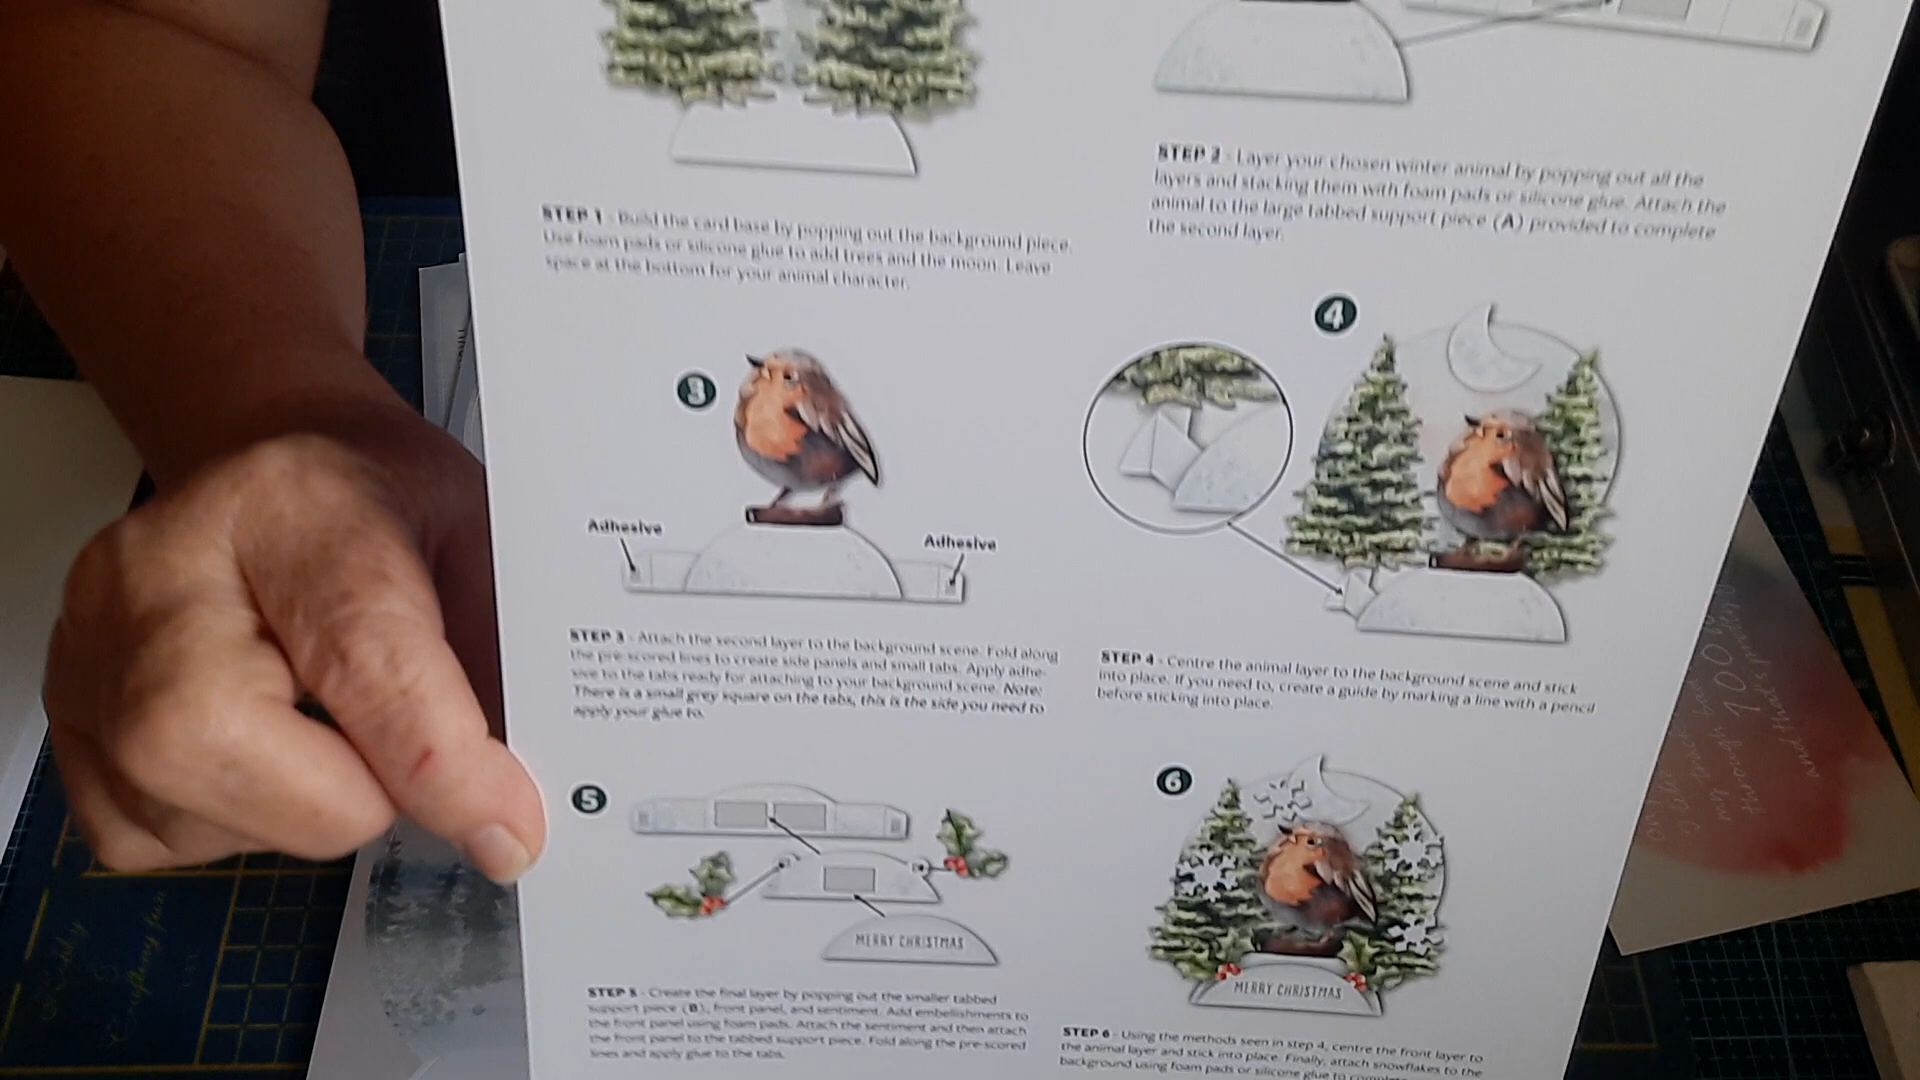 STEP 1 - Build the card base by popping out the background piece.
Use foam pads or silicone glue to add trees and the moon. Leave
space at the bottom for your animal character.
STEP 2 - Layer your chosen winter animal by popping out all the
layers and stacking them with foam pads or silicone glue. Attach the
animal to the large tabbed support piece (A) provided to complete
the second layer.
3
Adhesive
Adhesive
STEP 3 - Attach the second layer to the background scene. Fold along
the pre-scored lines to create side panels and small tabs. Apply adhe-
sive to the tabs ready for attaching to your background scene. Note:
There is a small grey square on the tabs, this is the side you need to
apply your glue to.
4
STEP 4 - Centre the animal layer to the background scene and stick
into place. If you need to, create a guide by marking a line with a pencil
before sticking into place.
5
MERRY CHRISTMAS
STEP 5 - Create the final layer by popping out the smaller tabbed
support piece (B), front panel, and sentiment. Add embellishments to
the front panel using foam pads. Attach the sentiment and then attach
the front panel to the tabbed support piece. Fold along the pre-scored
lines and apply glue to the tabs.
6
MERRY CHRISTMAS
STEP 6 - Using the methods seen in step 4, centre the front layer to
the animal layer and stick into place. Finally, attach snowflakes to the
background using foam pads or silicone glue to
through 100%
and that's